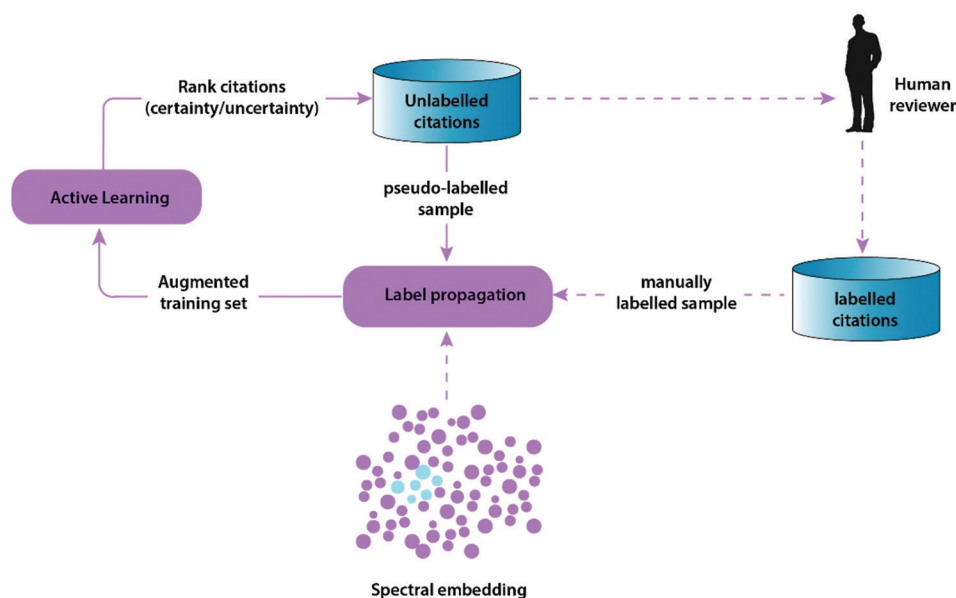 Rank citations
(certainty/uncertainty)
Unlabelled
citations
Human
reviewer
Active Learning
pseudo-labelled
sample
Augmented
training set
Label propagation
manually
labelled sample
labelled
citations
Spectral embedding